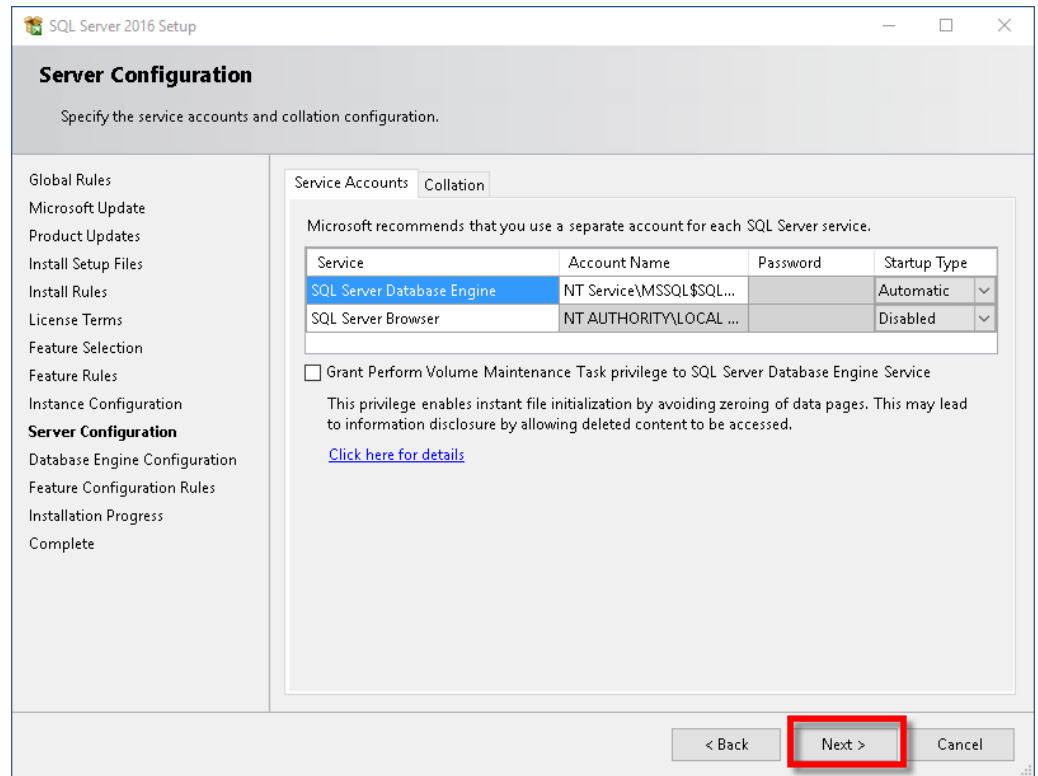 SQL Server 2016 Setup
Server Configuration
Specify the service accounts and collation configuration.
Global Rules
Microsoft Update
Product Updates
Install Setup Files
Install Rules
License Terms
Feature Selection
Feature Rules
Instance Configuration
Server Configuration
Database Engine Configuration
Feature Configuration Rules
Installation Progress
Complete
Service Accounts Collation
Microsoft recommends that you use a separate account for each SQL Server service.
Service Account Name Password Startup Type
SQL Server Database Engine NT Service\MSSQL$SQL... Automatic
SQL Server Browser NT AUTHORITY\LOCAL ... Disabled
Grant Perform Volume Maintenance Task privilege to SQL Server Database Engine Service
This privilege enables instant file initialization by avoiding zeroing of data pages. This may lead
to information disclosure by allowing deleted content to be accessed.
Click here for details
< Back Next > Cancel